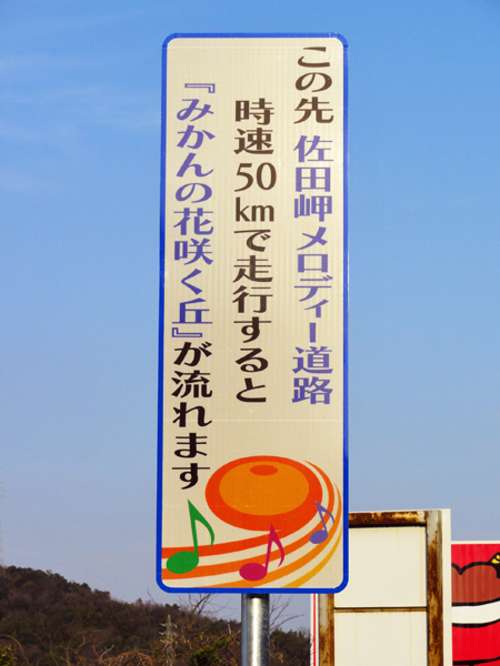 この先 佐田岬メロディー道路
時速50kmで走行すると
『みかんの花咲く丘』が流れます